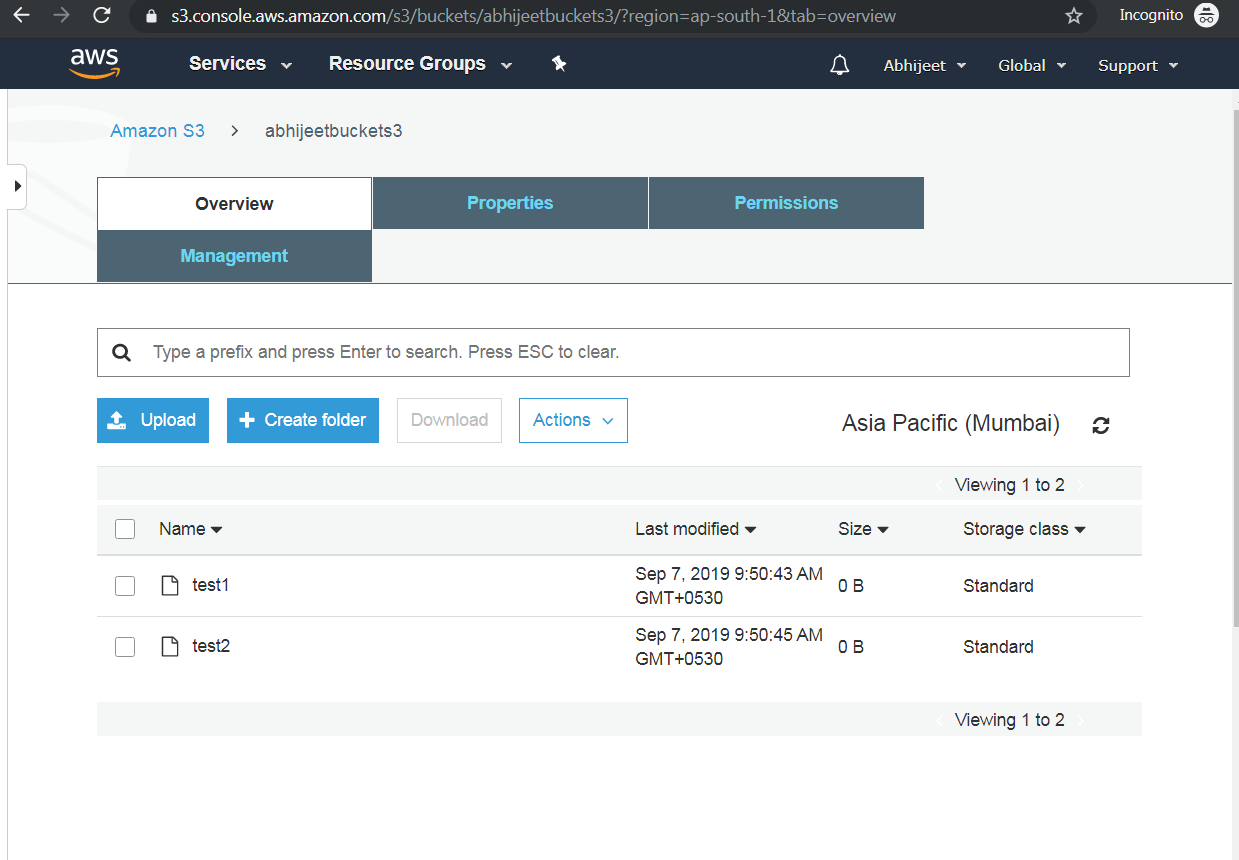 s3.console.aws.amazon.com/s3/buckets/abhijeetbuckets3/?region=ap-south-1&tab=overview Incognito
aws Services Resource Groups Abhijeet Global Support
Amazon S3 > abhijeetbuckets3
Overview Properties Permissions
Management
Type a prefix and press Enter to search. Press ESC to clear.
Upload + Create folder Download Actions Asia Pacific (Mumbai)
Viewing 1 to 2
Name Last modified Size Storage class
test1 Sep 7, 2019 9:50:43 AM GMT+0530 0 B Standard
test2 Sep 7, 2019 9:50:45 AM GMT+0530 0 B Standard
Viewing 1 to 2